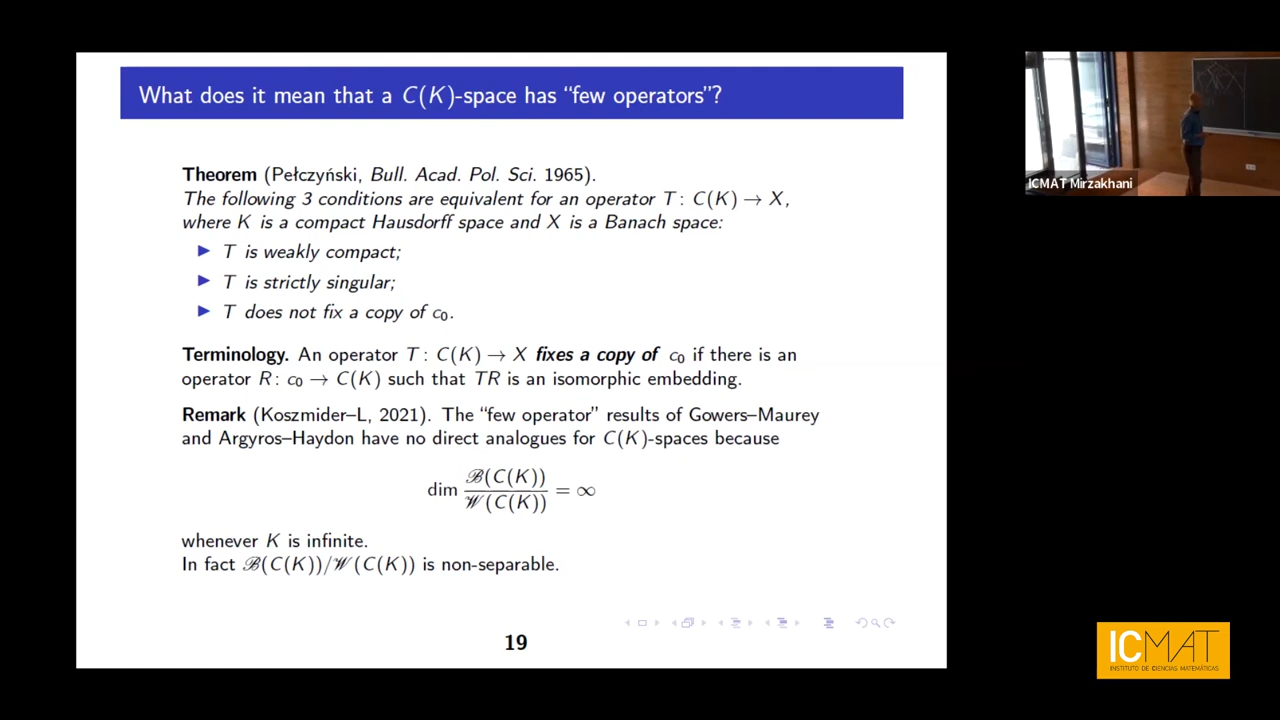 What does it mean that a C(K)-space has “few operators”?
Theorem (Pełczyński, Bull. Acad. Pol. Sci. 1965).
The following 3 conditions are equivalent for an operator T: C(K) → X,
where K is a compact Hausdorff space and X is a Banach space:
▶ T is weakly compact;
▶ T is strictly singular;
▶ T does not fix a copy of c₀.
Terminology. An operator T: C(K) → X fixes a copy of c₀ if there is an
operator R: c₀ → C(K) such that TR is an isomorphic embedding.
Remark (Koszmider–L, 2021). The “few operator” results of Gowers–Maurey
and Argyros–Haydon have no direct analogues for C(K)-spaces because
dim ℬ(C(K)) / 𝒲(C(K)) = ∞
whenever K is infinite.
In fact ℬ(C(K))/𝒲(C(K)) is non-separable.
19
ICMAT Mirzakhani
ICMAT
INSTITUTO DE CIENCIAS MATEMÁTICAS